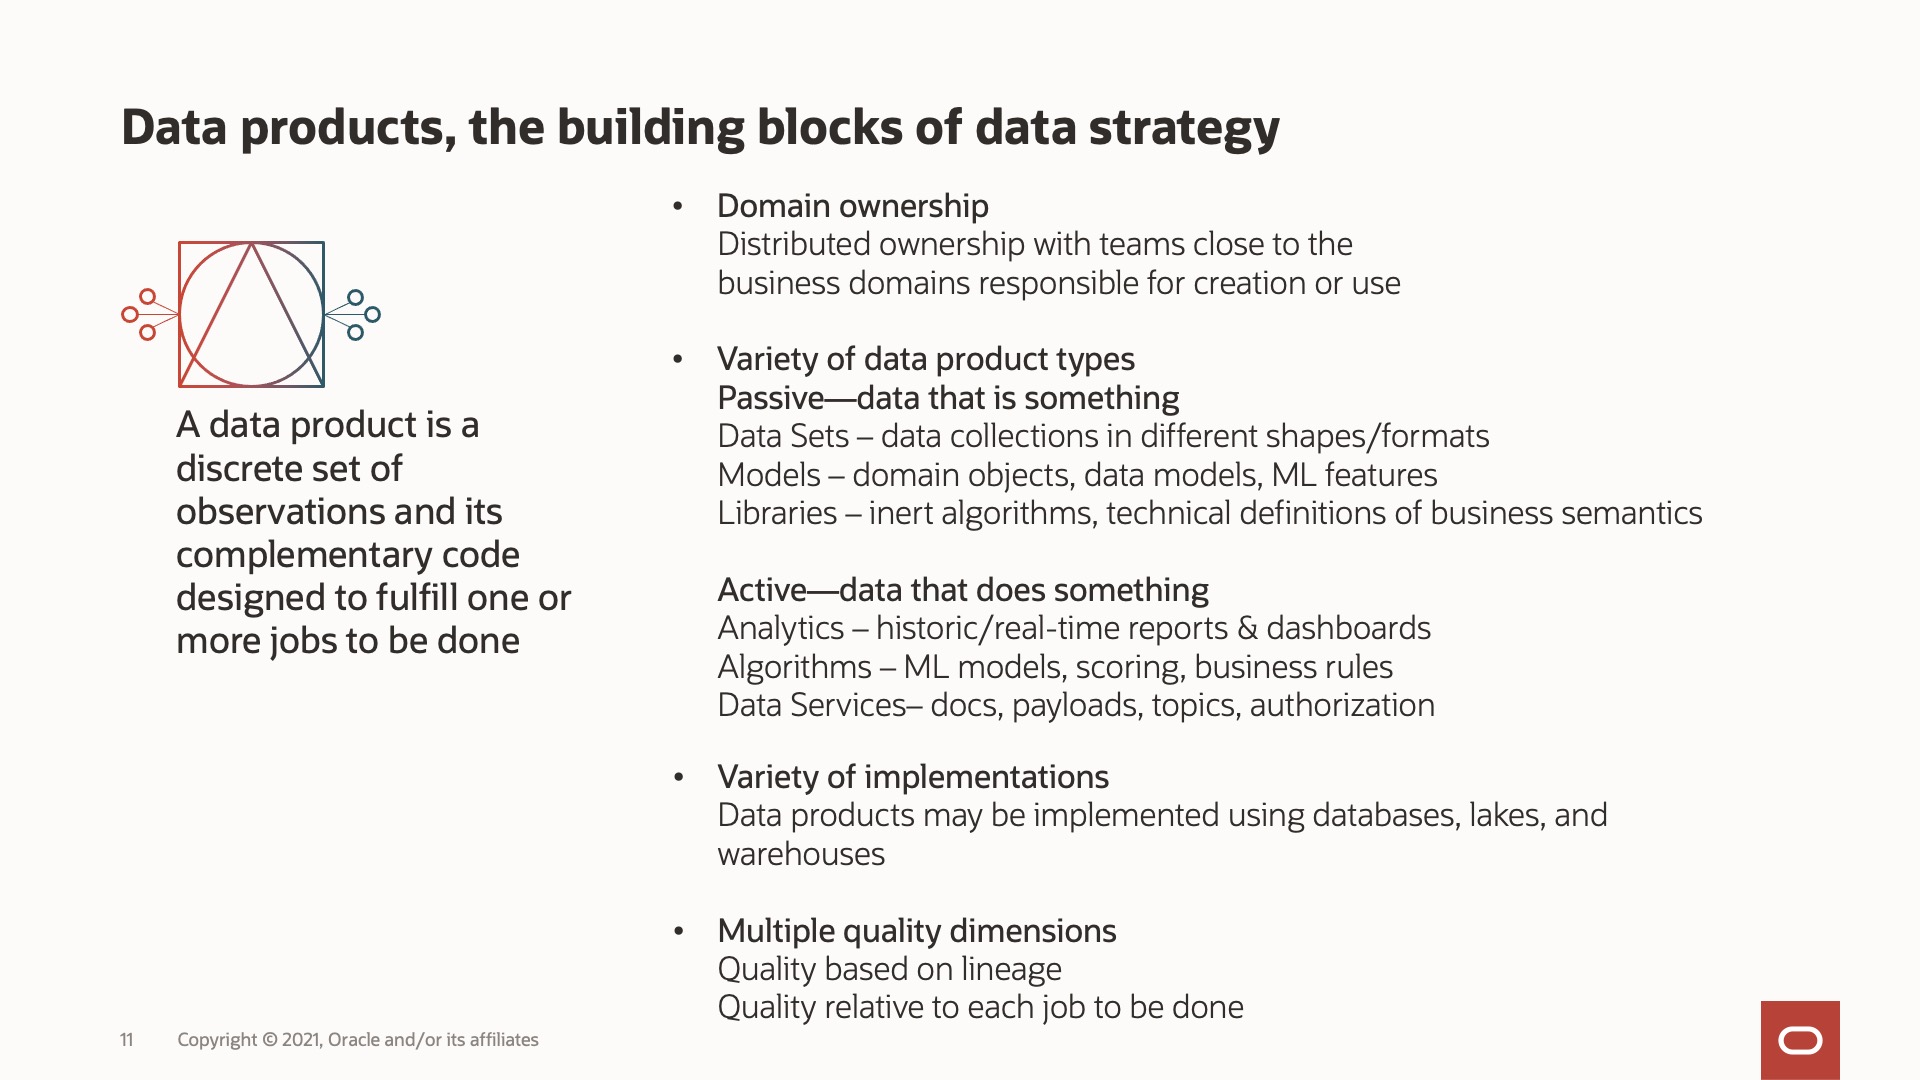 Data products, the building blocks of data strategy
A data product is a
discrete set of
observations and its
complementary code
designed to fulfill one or
more jobs to be done
• Domain ownership
Distributed ownership with teams close to the
business domains responsible for creation or use
• Variety of data product types
Passive—data that is something
Data Sets – data collections in different shapes/formats
Models – domain objects, data models, ML features
Libraries – inert algorithms, technical definitions of business semantics
Active—data that does something
Analytics – historic/real-time reports & dashboards
Algorithms – ML models, scoring, business rules
Data Services– docs, payloads, topics, authorization
• Variety of implementations
Data products may be implemented using databases, lakes, and
warehouses
• Multiple quality dimensions
Quality based on lineage
Quality relative to each job to be done
11 Copyright © 2021, Oracle and/or its affiliates